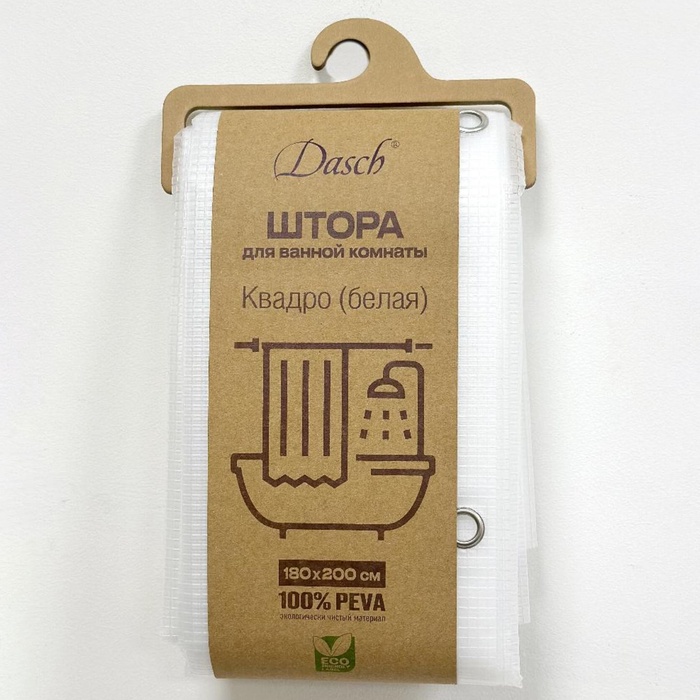 Dasch®
ШТОРА
для ванной комнаты
Квадро (белая)
180x200 см
100% PEVA
экологически чистый материал
ECO